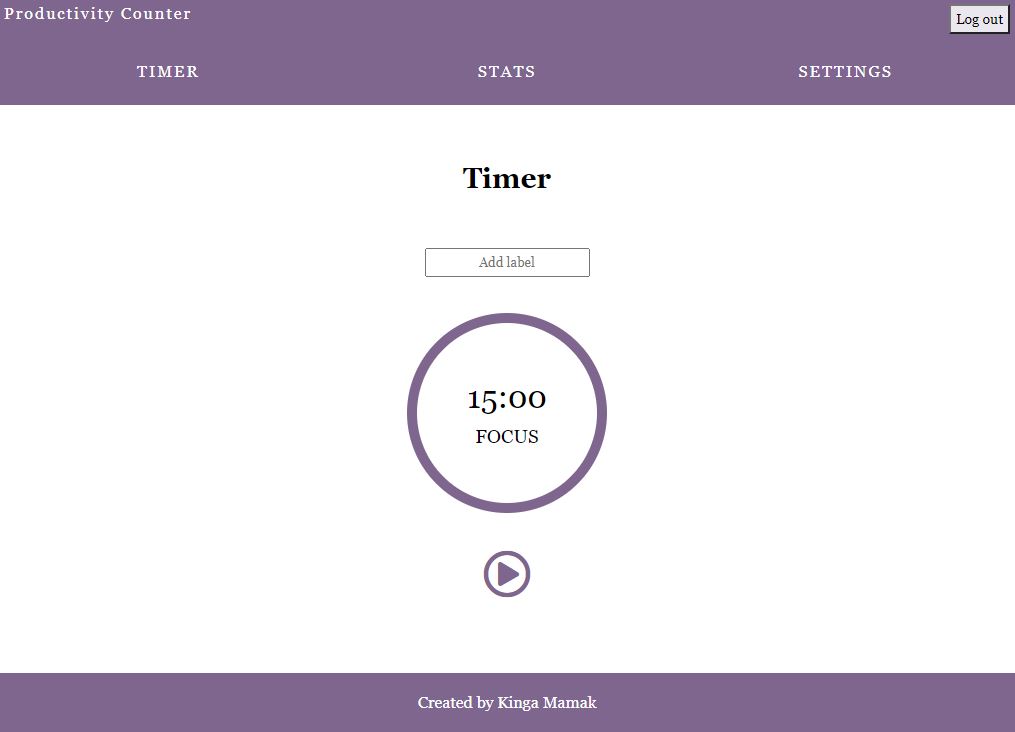 Productivity Counter
Log out
TIMER STATS SETTINGS
Timer
Add label
15:00
FOCUS
Created by Kinga Mamak